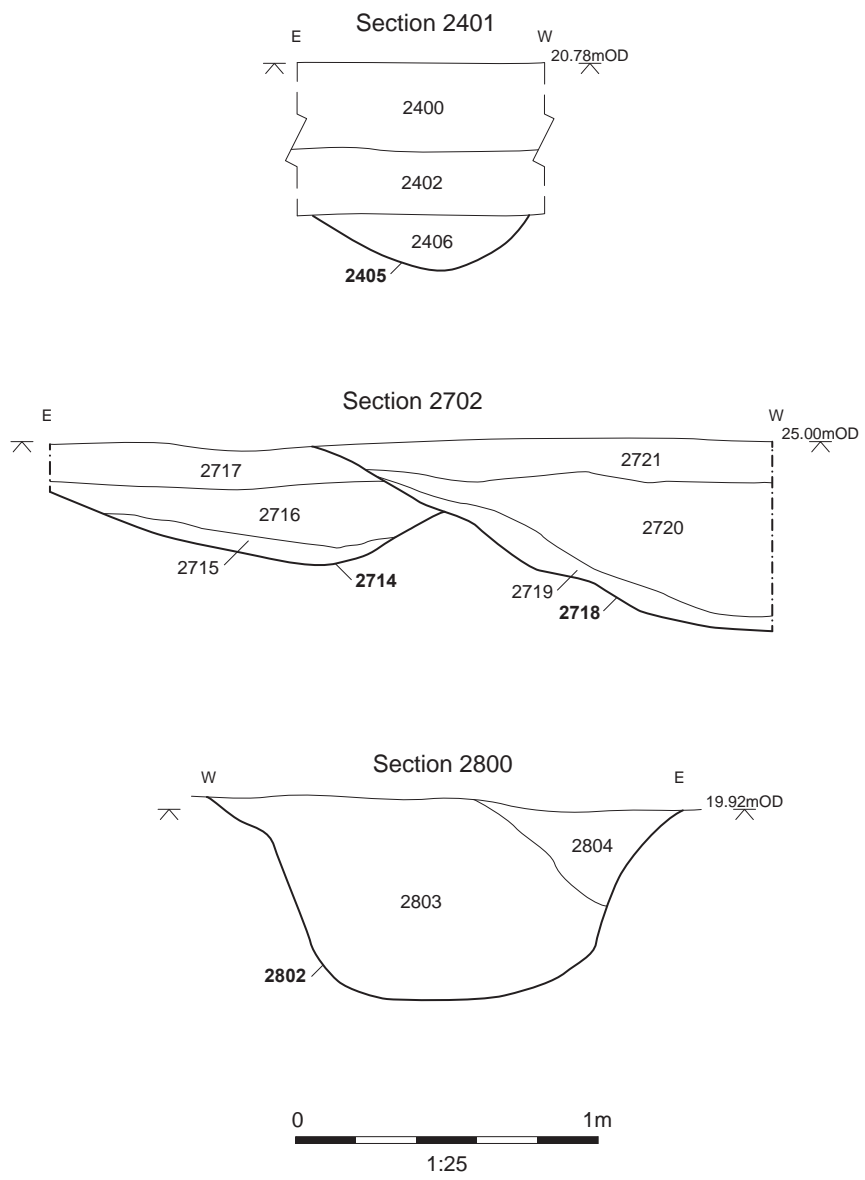 Section 2401
E
W
20.78mOD
2400
2402
2406
2405
Section 2702
E
W
25.00mOD
2717
2721
2716
2720
2715
2714
2719
2718
Section 2800
W
E
19.92mOD
2804
2803
2802
0
1m
1:25